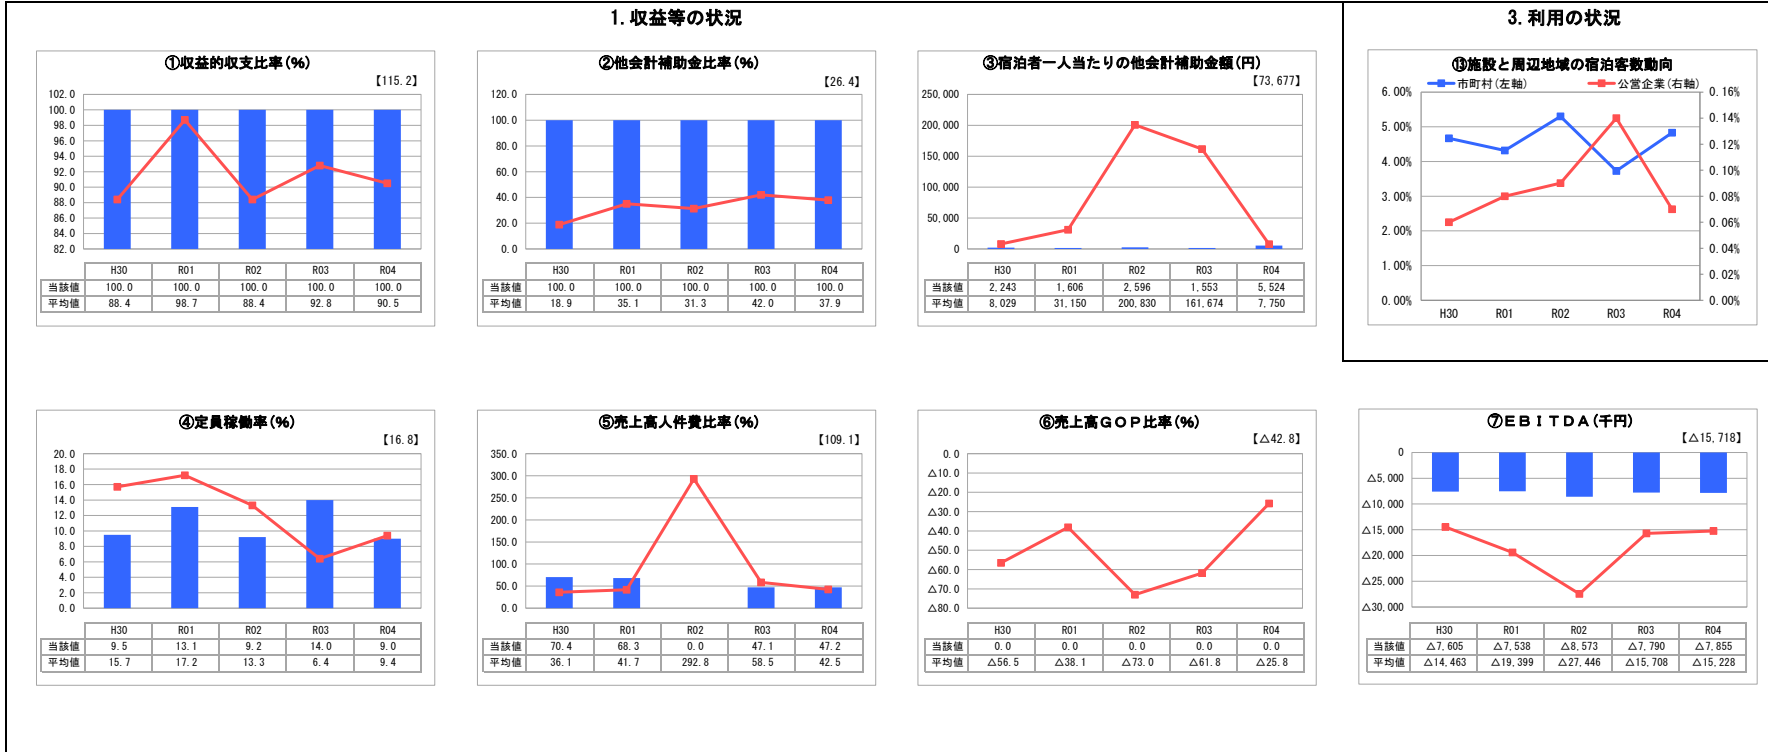 1. 収益等の状況
3. 利用の状況
①収益的収支比率(%)
【115.2】
102.0
100.0
98.0
96.0
94.0
92.0
90.0
88.0
86.0
84.0
82.0
H30 R01 R02 R03 R04
当該値 100.0 100.0 100.0 100.0 100.0
平均値 88.4 98.7 88.4 92.8 90.5
②他会計補助金比率(%)
【26.4】
120.0
100.0
80.0
60.0
40.0
20.0
0.0
H30 R01 R02 R03 R04
当該値 100.0 100.0 100.0 100.0 100.0
平均値 18.9 35.1 31.3 42.0 37.9
③宿泊者一人当たりの他会計補助金額(円)
【73,677】
250,000
200,000
150,000
100,000
50,000
0
H30 R01 R02 R03 R04
当該値 2,243 1,606 2,596 1,553 5,524
平均値 8,029 31,150 200,830 161,674 7,750
⑬施設と周辺地域の宿泊客数動向
市町村(左軸) 公営企業(右軸)
6.00% 0.16%
5.00% 0.14%
4.00% 0.12%
3.00% 0.10%
2.00% 0.08%
1.00% 0.06%
0.00% 0.04%
0.02%
0.00%
H30 R01 R02 R03 R04
④定員稼働率(%)
【16.8】
20.0
18.0
16.0
14.0
12.0
10.0
8.0
6.0
4.0
2.0
0.0
H30 R01 R02 R03 R04
当該値 9.5 13.1 9.2 14.0 9.0
平均値 15.7 17.2 13.3 6.4 9.4
⑤売上高人件費比率(%)
【109.1】
350.0
300.0
250.0
200.0
150.0
100.0
50.0
0.0
H30 R01 R02 R03 R04
当該値 70.4 68.3 0.0 47.1 47.2
平均値 36.1 41.7 292.8 58.5 42.5
⑥売上高ＧＯＰ比率(%)
【△42.8】
0.0
△10.0
△20.0
△30.0
△40.0
△50.0
△60.0
△70.0
△80.0
H30 R01 R02 R03 R04
当該値 0.0 0.0 0.0 0.0 0.0
平均値 △56.5 △38.1 △73.0 △61.8 △25.8
⑦ＥＢＩＴＤＡ(千円)
【△15,718】
0
△5,000
△10,000
△15,000
△20,000
△25,000
△30,000
H30 R01 R02 R03 R04
当該値 △7,605 △7,538 △8,573 △7,790 △7,855
平均値 △14,463 △19,399 △27,446 △15,708 △15,228